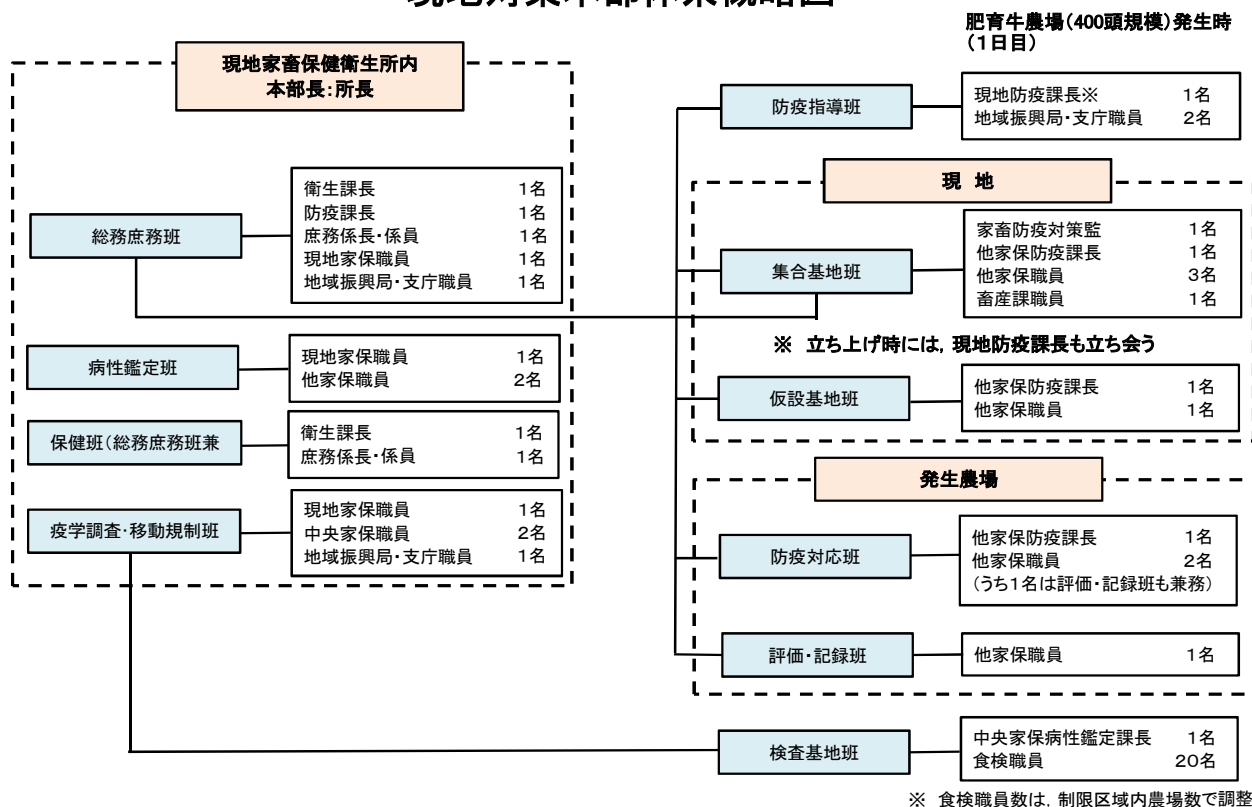 現地対策本部体系概略図
肥育牛農場(400頭規模)発生時
(1日目)
現地家畜保健衛生所内
本部長:所長
総務庶務班
衛生課長 1名
防疫課長 1名
庶務係長・係員 1名
現地家保職員 1名
地域振興局・支庁職員 1名
病性鑑定班
現地家保職員 1名
他家保職員 2名
保健班(総務庶務班兼
衛生課長 1名
庶務係長・係員 1名
疫学調査・移動規制班
現地家保職員 1名
中央家保職員 2名
地域振興局・支庁職員 1名
防疫指導班
現地防疫課長※ 1名
地域振興局・支庁職員 2名
現 地
集合基地班
家畜防疫対策監 1名
他家保防疫課長 1名
他家保職員 3名
畜産課職員 1名
※ 立ち上げ時には,現地防疫課長も立ち会う
仮設基地班
他家保防疫課長 1名
他家保職員 1名
発生農場
防疫対応班
他家保防疫課長 1名
他家保職員 2名
(うち1名は評価・記録班も兼務)
評価・記録班
他家保職員 1名
検査基地班
中央家保病性鑑定課長 1名
食検職員 20名
※ 食検職員数は,制限区域内農場数で調整